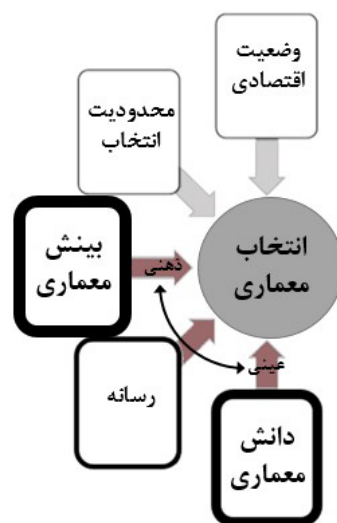 وضعیت
اقتصادی
محدودیت
انتخاب
انتخاب
معماری
بینش
معماری
ذهنی
رسانه
عینی
دانش
معماری